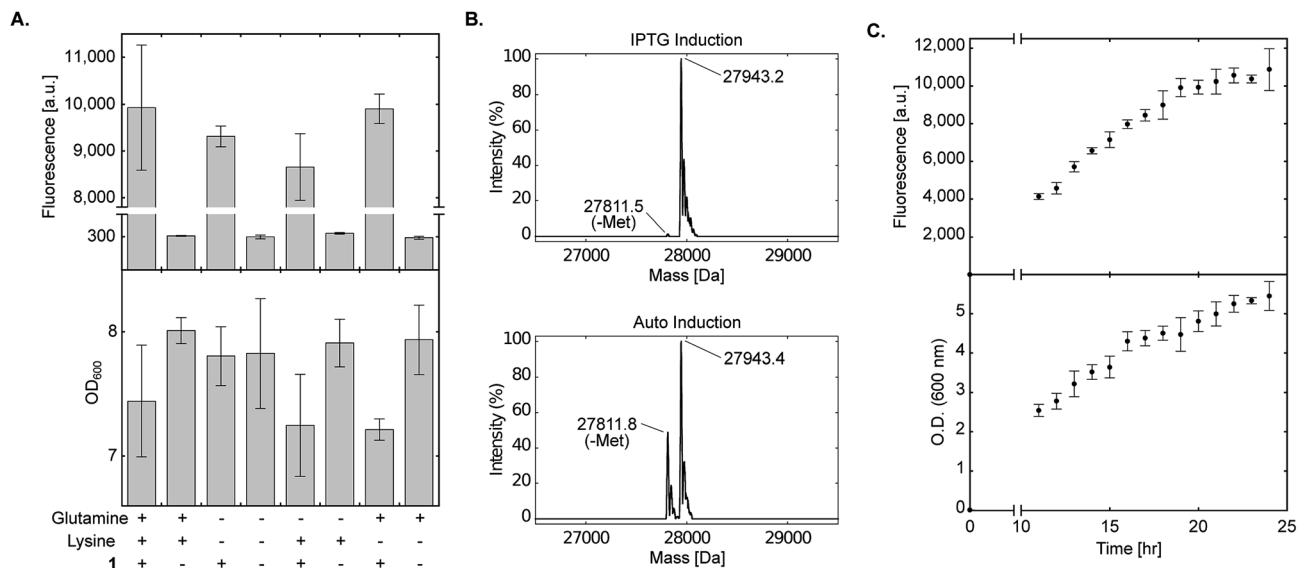 A.
Fluorescence [a.u.]
11,000
10,000
9,000
8,000
300
OD600
8
7
Glutamine + + - - - - + +
Lysine + + - - + + - -
1 + - + - + - + -
B.
IPTG Induction
Intensity (%)
100
80
60
40
20
0
27943.2
27811.5
(-Met)
27000 28000 29000
Mass [Da]
Auto Induction
Intensity (%)
100
80
60
40
20
0
27943.4
27811.8
(-Met)
27000 28000 29000
Mass [Da]
C.
Fluorescence [a.u.]
12,000
10,000
8,000
6,000
4,000
2,000
O.D. (600 nm)
5
4
3
2
1
0
0 10 15 20 25
Time [hr]